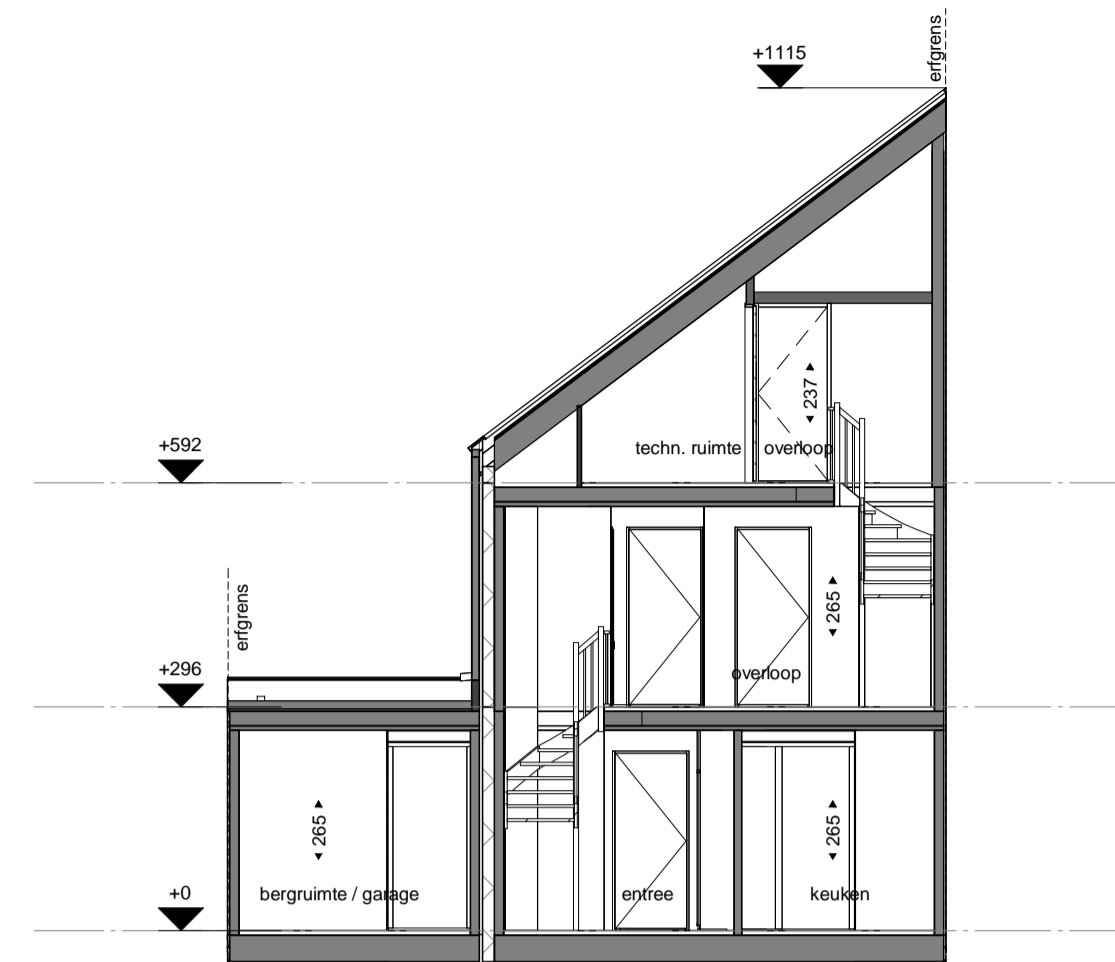 erfgrens
+1115
237
+592
techn. ruimte
overloop
erfgrens
265
+296
overloop
265
265
+0
bergruimte / garage
entree
keuken